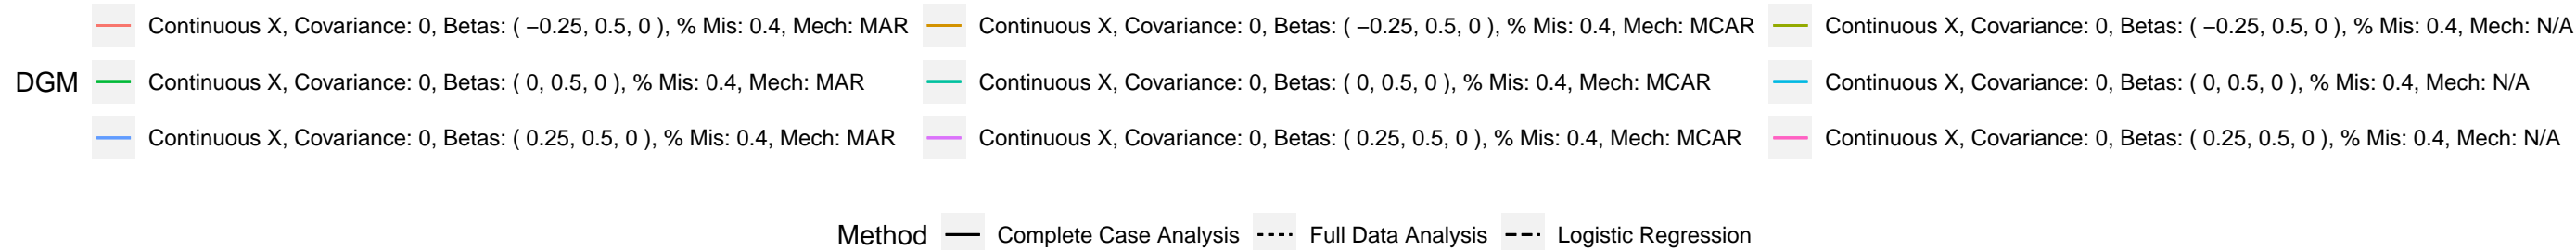 Continuous X, Covariance: 0, Betas: ( −0.25, 0.5, 0 ), % Mis: 0.4, Mech: MAR Continuous X, Covariance: 0, Betas: ( −0.25, 0.5, 0 ), % Mis: 0.4, Mech: MCAR Continuous X, Covariance: 0, Betas: ( −0.25, 0.5, 0 ), % Mis: 0.4, Mech: N/A
DGM Continuous X, Covariance: 0, Betas: ( 0, 0.5, 0 ), % Mis: 0.4, Mech: MAR Continuous X, Covariance: 0, Betas: ( 0, 0.5, 0 ), % Mis: 0.4, Mech: MCAR Continuous X, Covariance: 0, Betas: ( 0, 0.5, 0 ), % Mis: 0.4, Mech: N/A
Continuous X, Covariance: 0, Betas: ( 0.25, 0.5, 0 ), % Mis: 0.4, Mech: MAR Continuous X, Covariance: 0, Betas: ( 0.25, 0.5, 0 ), % Mis: 0.4, Mech: MCAR Continuous X, Covariance: 0, Betas: ( 0.25, 0.5, 0 ), % Mis: 0.4, Mech: N/A
Method Complete Case Analysis Full Data Analysis Logistic Regression